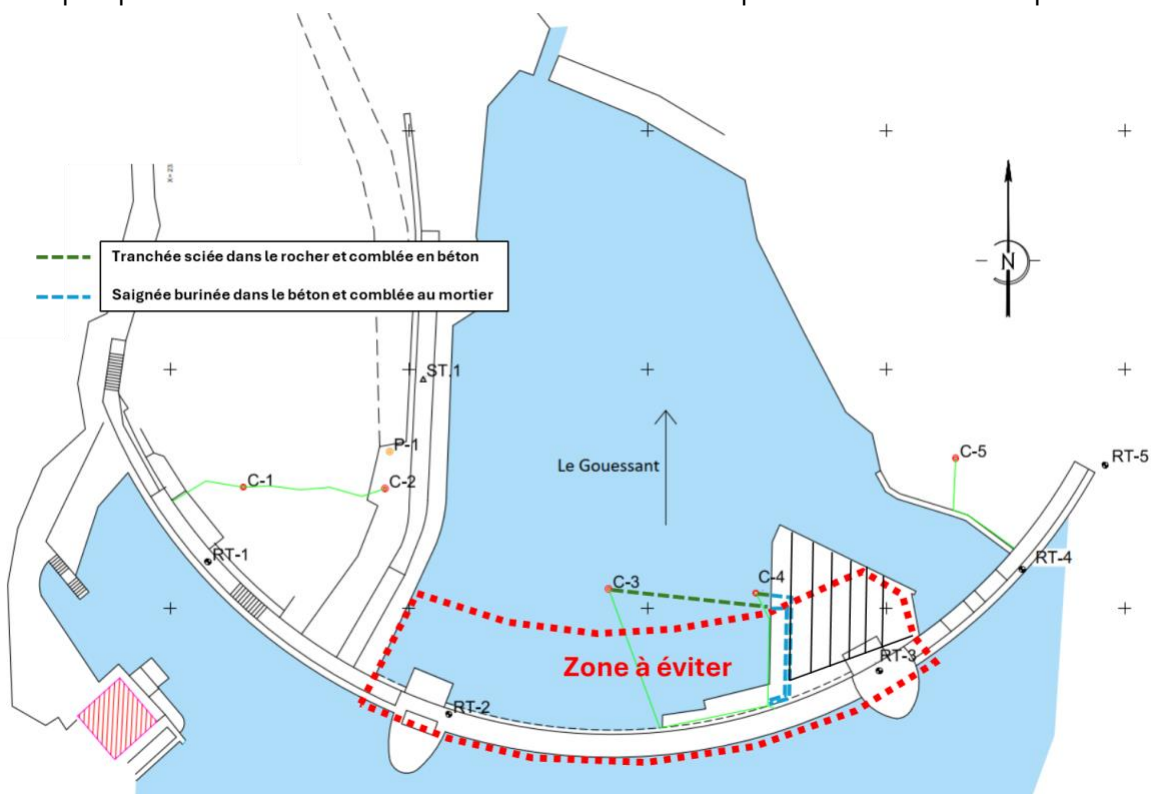 X= 23
Tranchée sciée dans le rocher et comblée en béton
Saignée burinée dans le béton et comblée au mortier
N
ST.1
P-1
C-1
C-2
Le Gouessant
C-5
RT-5
RT-1
RT-4
C-3
C-4
Zone à éviter
RT-3
RT-2